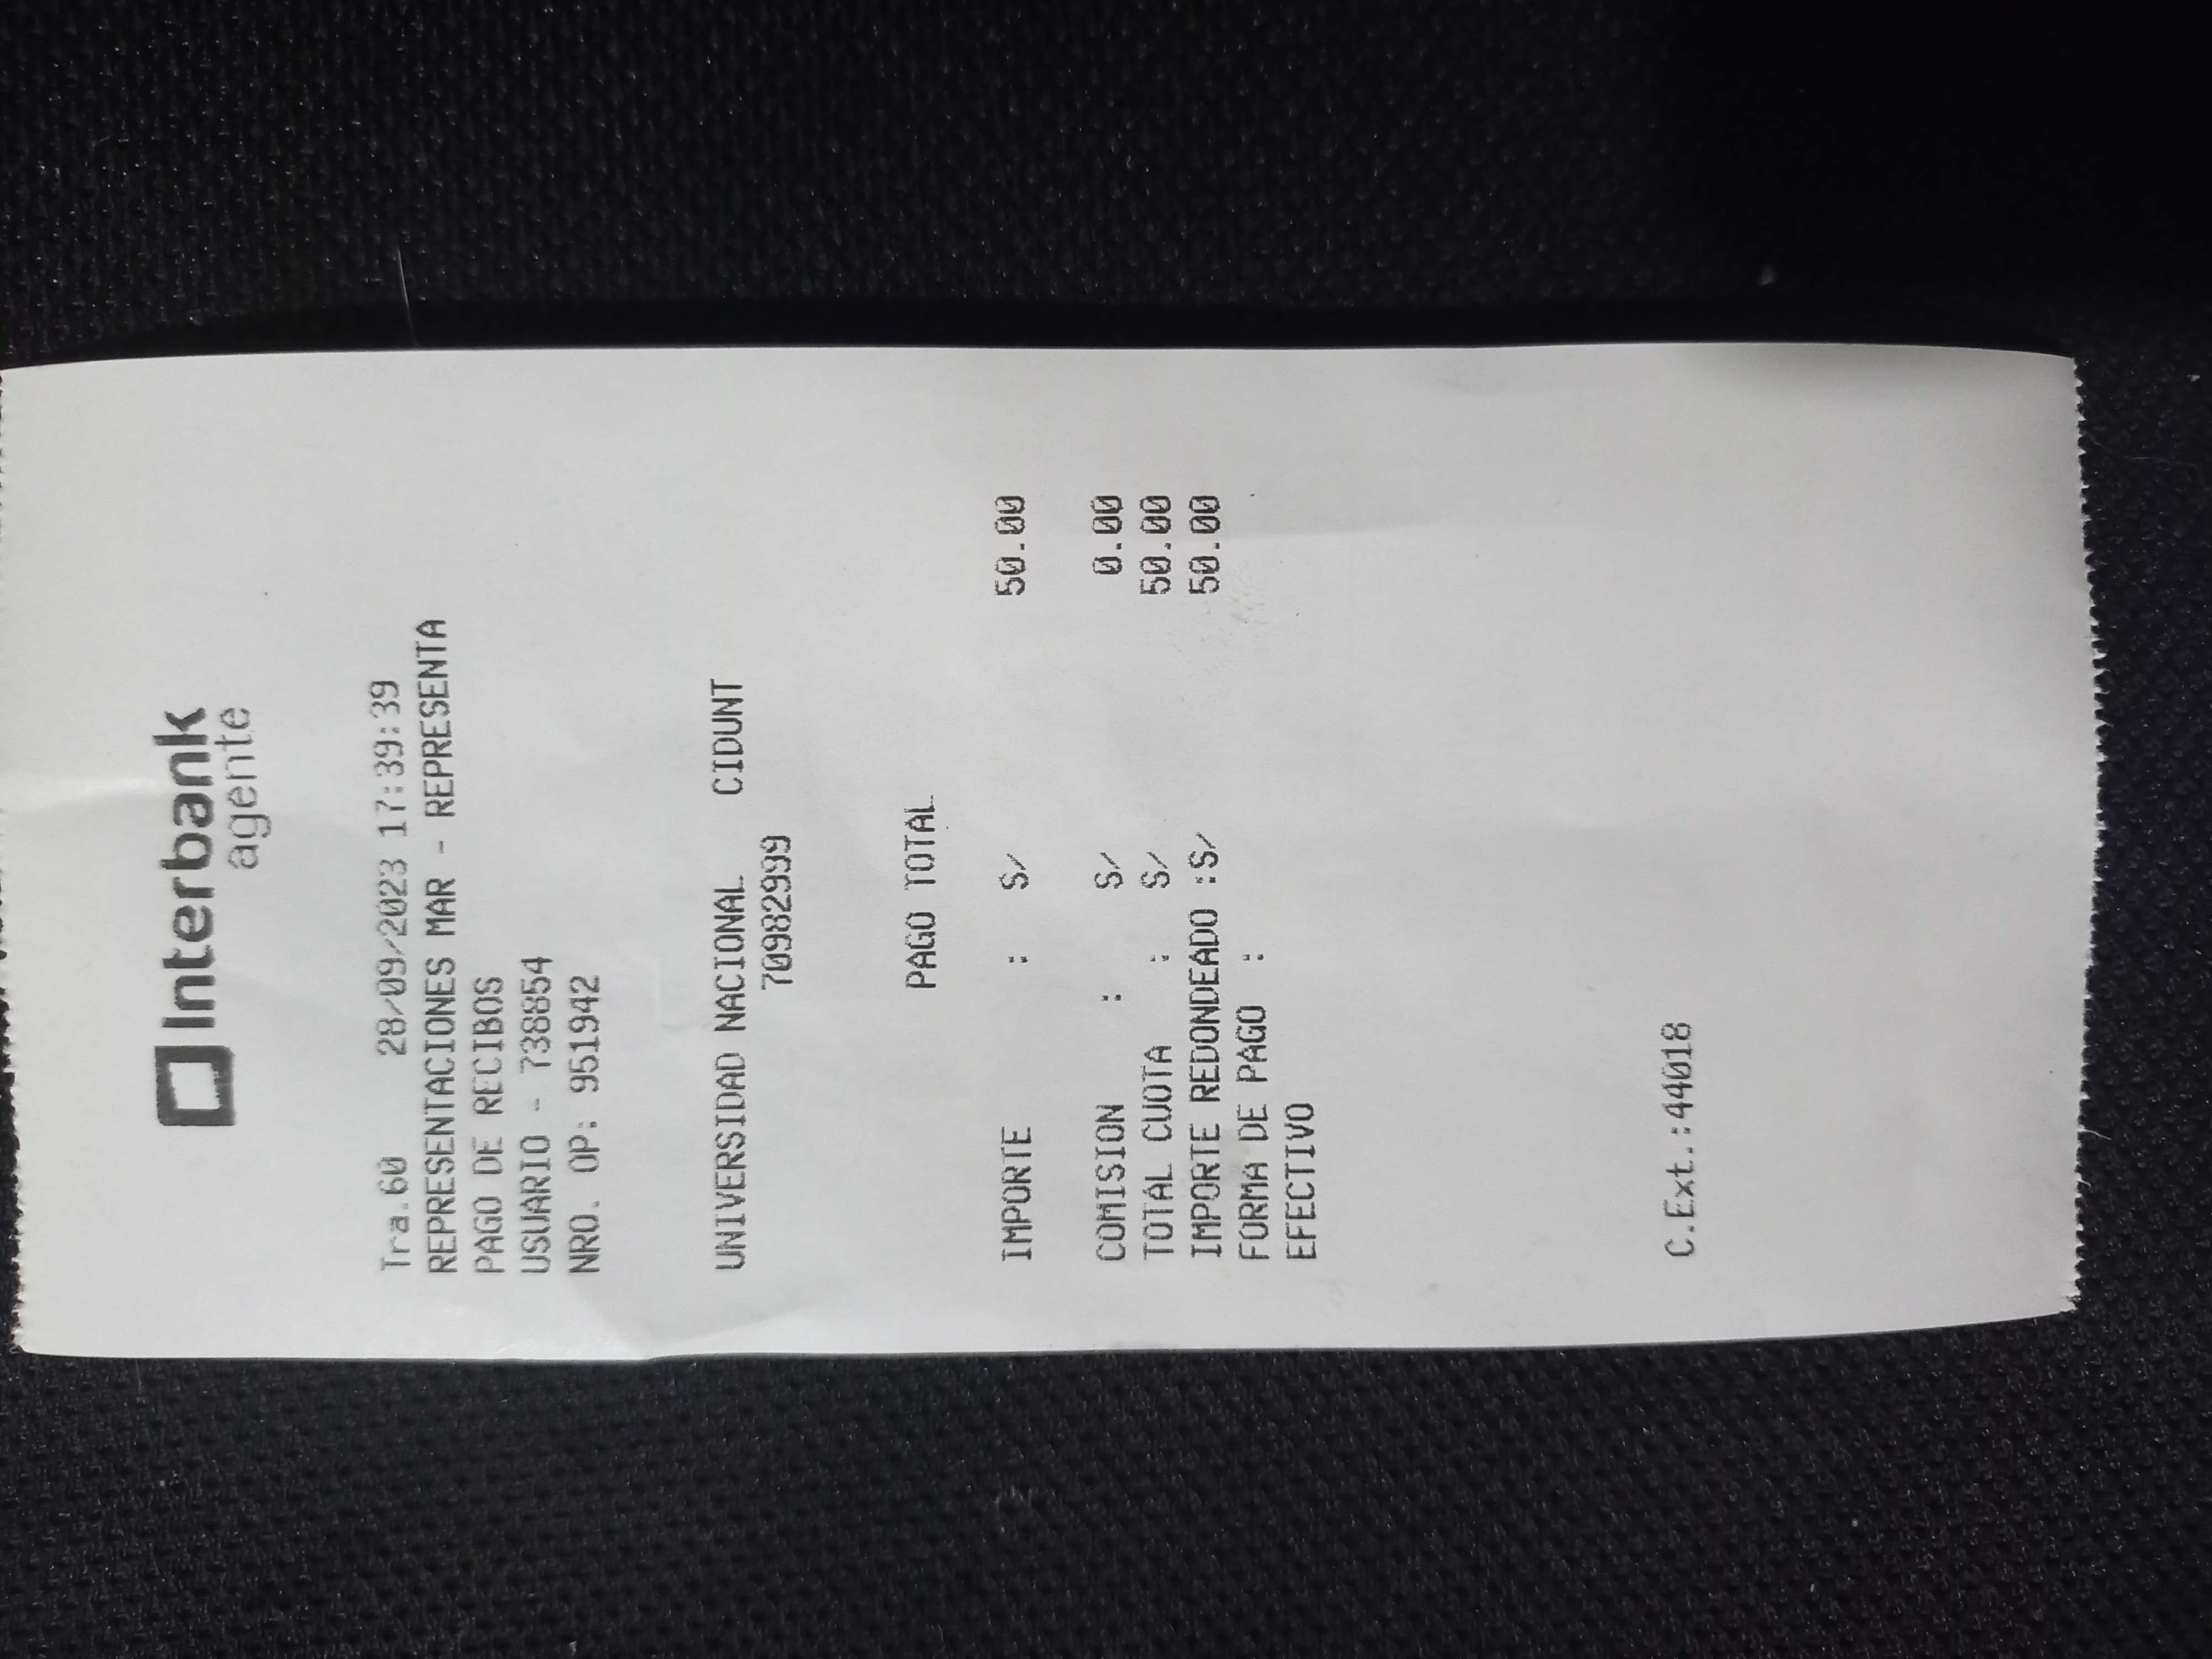 Interbank
agente
Tra.60 28/09/2023 17:39:39
REPRESENTACIONES MAR - REPRESENTA
PAGO DE RECIBOS
USUARIO - 738854
NRO. OP: 951942
UNIVERSIDAD NACIONAL CIDUNT
70982999
PAGO TOTAL
IMPORTE : S/ 50.00
COMISION : S/ 0.00
TOTAL CUOTA : S/ 50.00
IMPORTE REDONDEADO :S/ 50.00
FORMA DE PAGO :
EFECTIVO
C.Ext.:44018